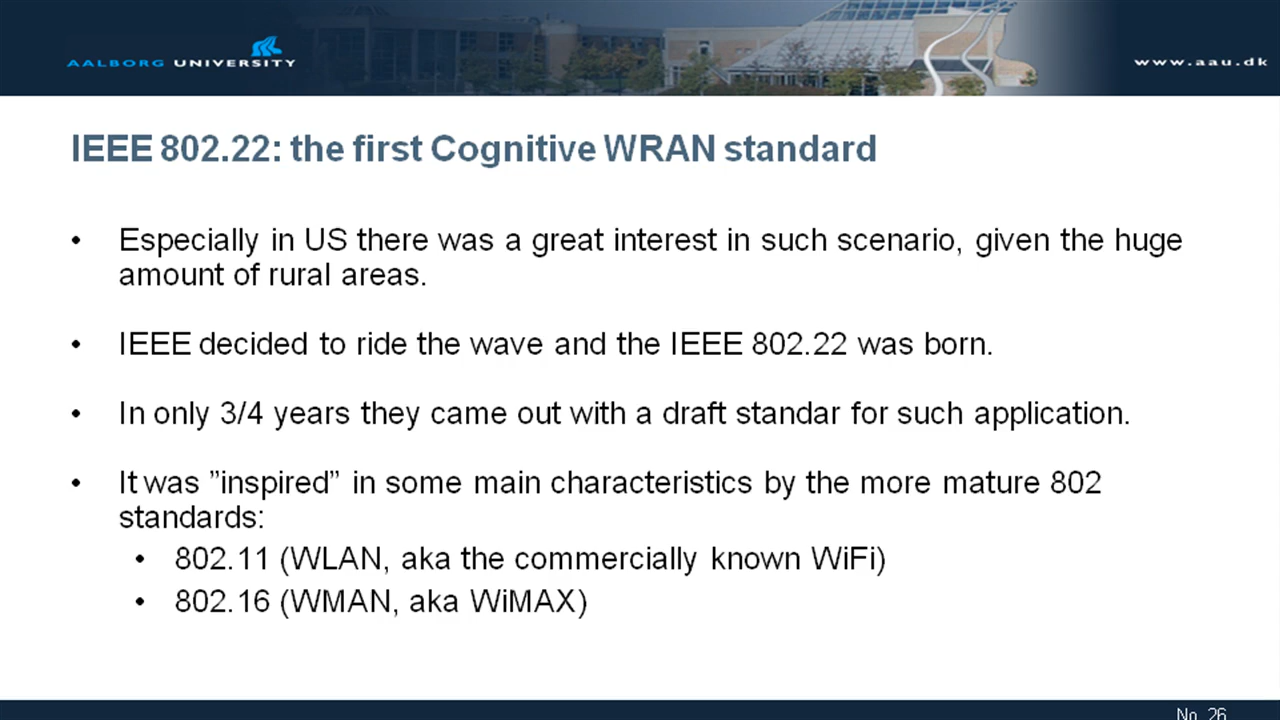 AALBORG UNIVERSITY
www.aau.dk
IEEE 802.22: the first Cognitive WRAN standard
• Especially in US there was a great interest in such scenario, given the huge
amount of rural areas.
• IEEE decided to ride the wave and the IEEE 802.22 was born.
• In only 3/4 years they came out with a draft standar for such application.
• It was ”inspired” in some main characteristics by the more mature 802
standards:
• 802.11 (WLAN, aka the commercially known WiFi)
• 802.16 (WMAN, aka WiMAX)
No. 26